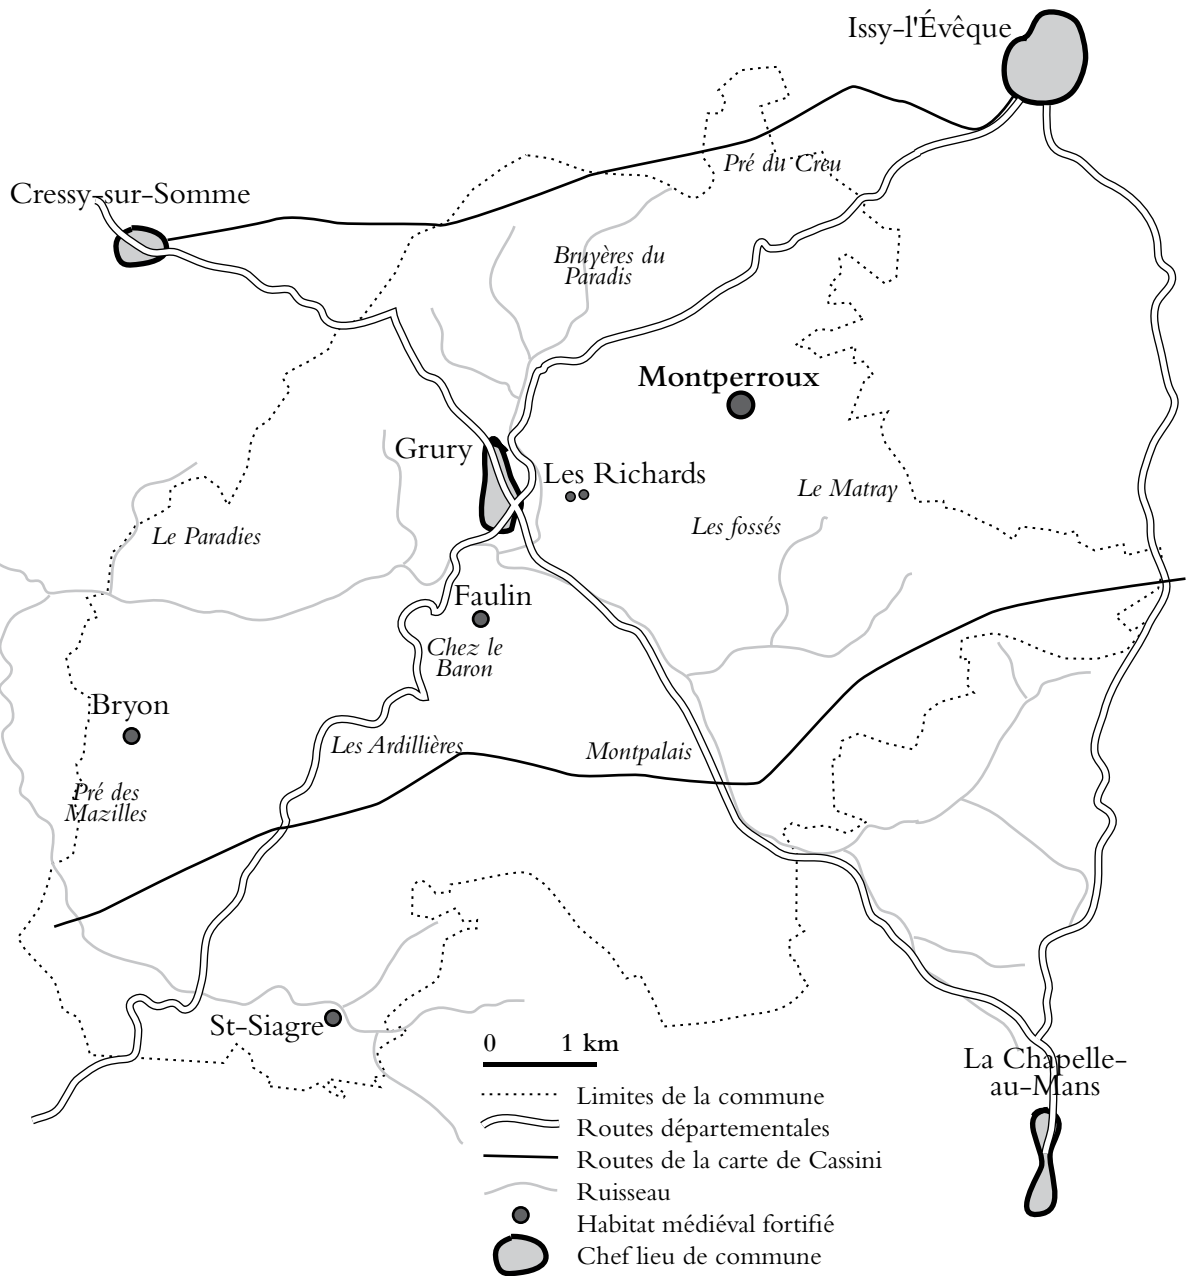 Issy-l'Évêque
Pré du Creu
Cressy-sur-Somme
Bruyères du
Paradis
Montperroux
Grury
Les Richards
Le Matray
Les fossés
Le Paradies
Faulin
Chez le
Baron
Bryon
Les Ardillières
Montpalais
Pré des
Mazilles
St-Siagre
0 1 km
La Chapelle-
au-Mans
Limites de la commune
Routes départementales
Routes de la carte de Cassini
Ruisseau
Habitat médiéval fortifié
Chef lieu de commune